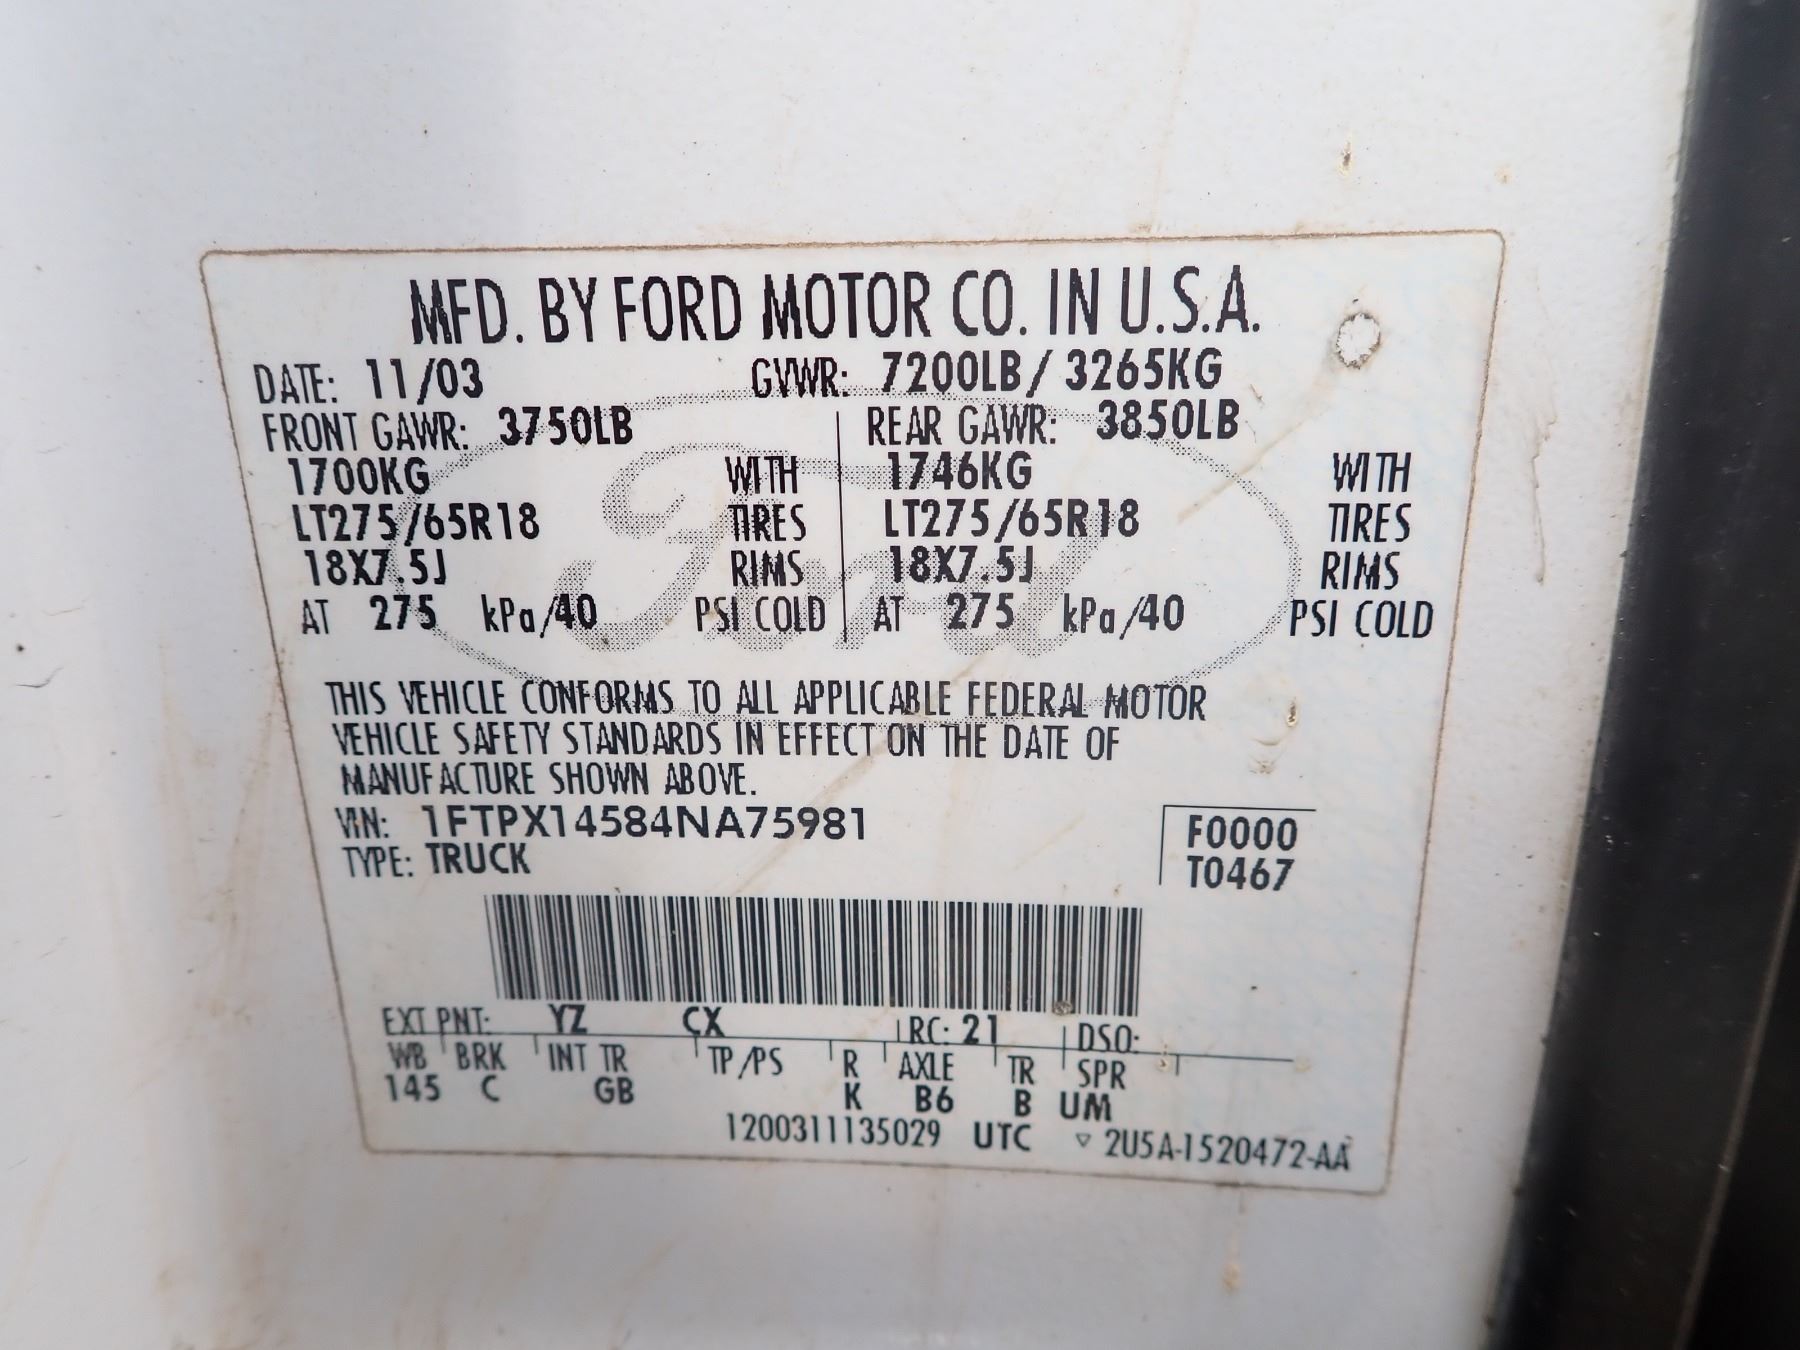 MFD. BY FORD MOTOR CO. IN U.S.A.
DATE: 11/03 GVWR: 7200LB / 3265KG
FRONT GAWR: 3750LB REAR GAWR: 3850LB
1700KG WITH 1746KG WITH
LT275/65R18 TIRES LT275/65R18 TIRES
18X7.5J RIMS 18X7.5J RIMS
AT 275 kPa/40 PSI COLD AT 275 kPa/40 PSI COLD
Ford
THIS VEHICLE CONFORMS TO ALL APPLICABLE FEDERAL MOTOR
VEHICLE SAFETY STANDARDS IN EFFECT ON THE DATE OF
MANUFACTURE SHOWN ABOVE.
VIN: 1FTPX14584NA75981 F0000
TYPE: TRUCK T0467
EXT PNT: YZ CX RC: 21 DSO:
WB BRK INT TR TP/PS R AXLE TR SPR
145 C GB K B6 B UM
1200311135029 UTC ▽ 2U5A-1520472-AA